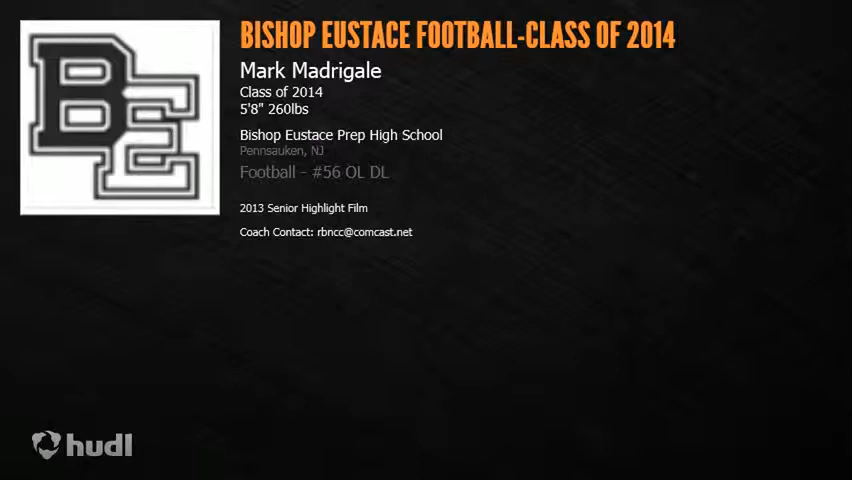 BISHOP EUSTACE FOOTBALL-CLASS OF 2014
BE
Mark Madrigale
Class of 2014
5'8" 260lbs
Bishop Eustace Prep High School
Pennsauken, NJ
Football - #56 OL DL
2013 Senior Highlight Film
Coach Contact: rbncc@comcast.net
hudl